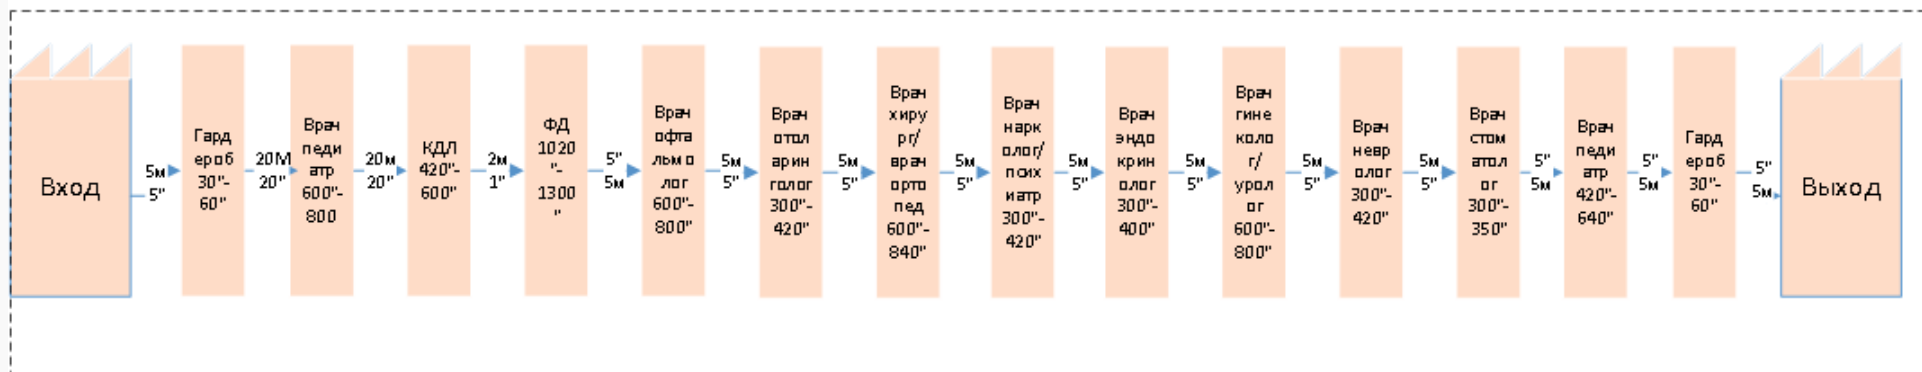 Вход
5м
5"
Гард
ероб
30"-
60"
20М
20"
Врач
педи
атр
600"-
800
20м
20"
КДЛ
420"-
600"
2м
1"
ФД
1020
"-
1300
"
5"
5м
Врач
офта
льмо
лог
600"-
800"
5м
5"
Врач
отол
арин
голог
300"-
420"
5м
5"
Врач
хиру
рг/
врач
орто
пед
600"-
840"
5м
5"
Врач
нарк
олог/
псих
иатр
300"-
420"
5м
5"
Врач
эндо
крин
олог
300"-
400"
5м
5"
Врач
гине
коло
г/
уроло
г
600"-
800"
5м
5"
Врач
невр
олог
300"-
420"
5м
5"
Врач
стом
атол
ог
300"-
350"
5"
5м
Врач
педи
атр
420"-
640"
5"
5м
Гард
ероб
30"-
60"
5"
5м
Выход